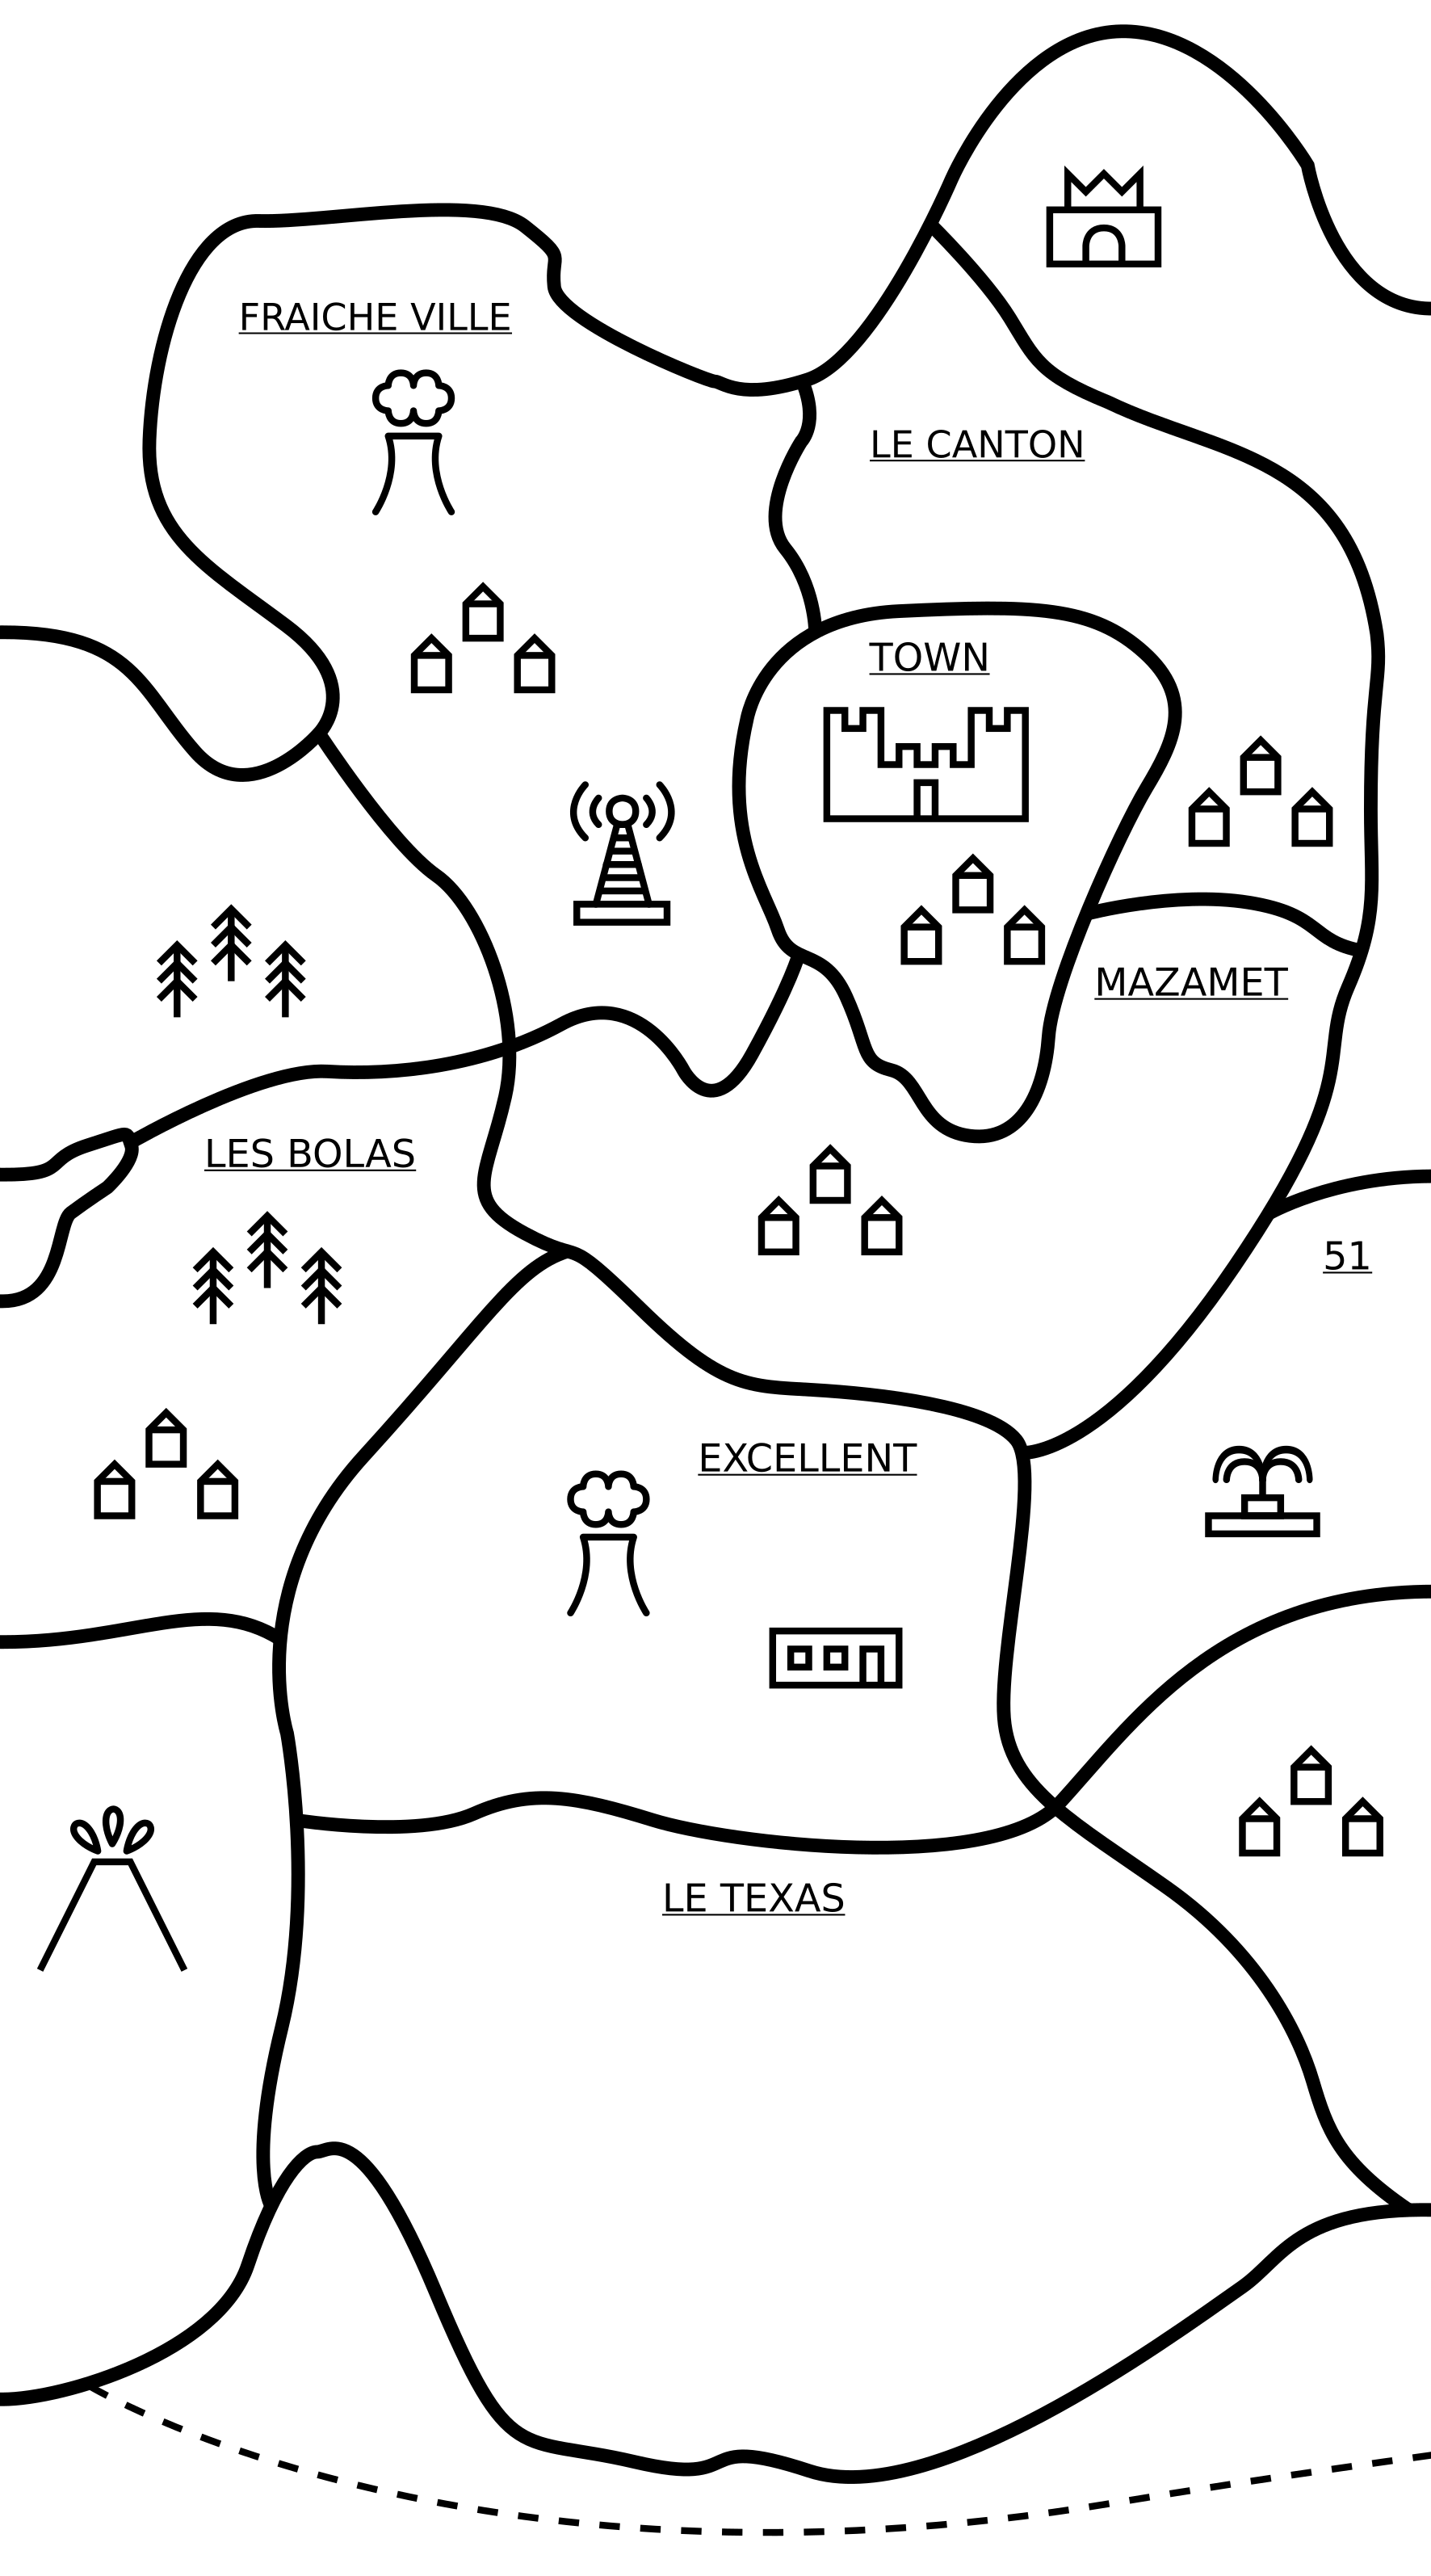 FRAICHE VILLE
LE CANTON
TOWN
MAZAMET
LES BOLAS
51
EXCELLENT
LE TEXAS